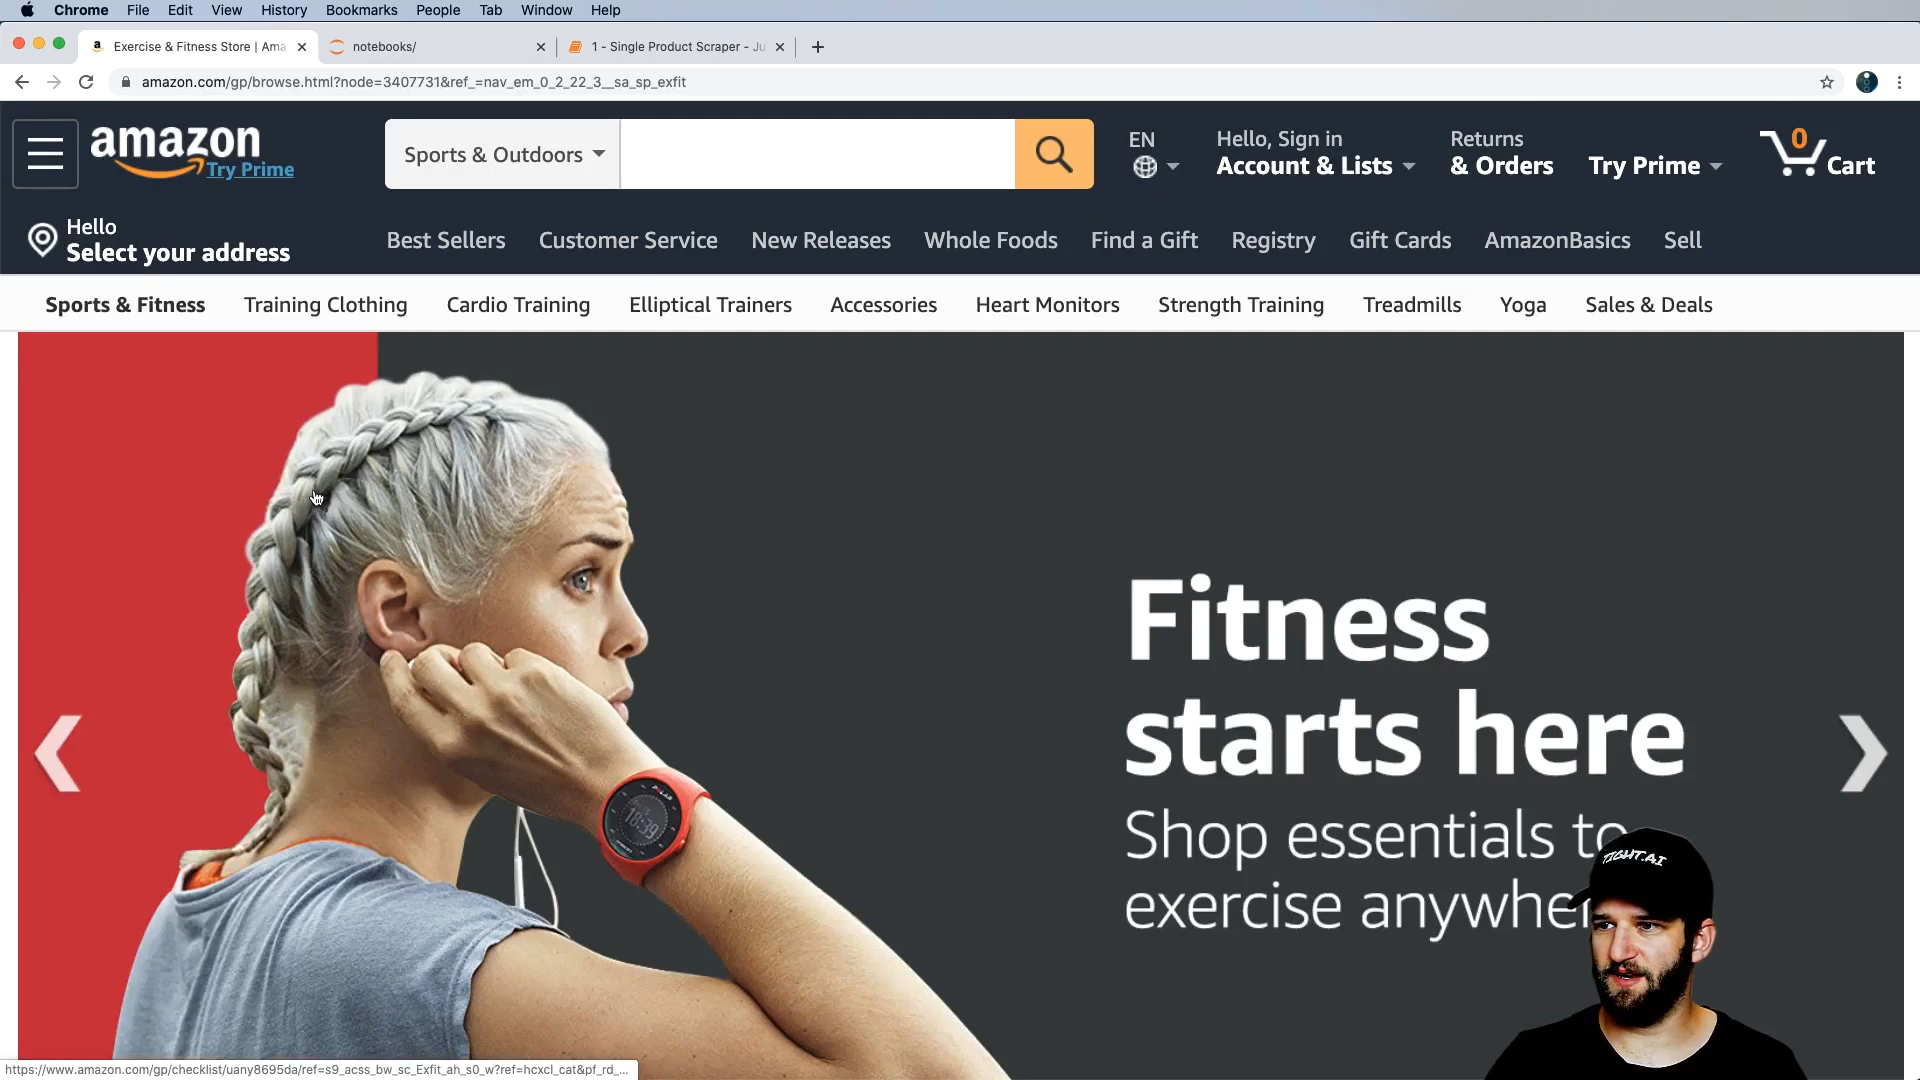 Chrome File Edit View History Bookmarks People Tab Window Help
Exercise & Fitness Store | Ama
notebooks/
1 - Single Product Scraper - Ju
amazon.com/gp/browse.html?node=3407731&ref_=nav_em_0_2_22_3__sa_sp_exfit
amazon
Try Prime
Sports & Outdoors
EN
Hello, Sign in
Account & Lists
Returns
& Orders
Try Prime
0
Cart
Hello
Select your address
Best Sellers Customer Service New Releases Whole Foods Find a Gift Registry Gift Cards AmazonBasics Sell
Sports & Fitness Training Clothing Cardio Training Elliptical Trainers Accessories Heart Monitors Strength Training Treadmills Yoga Sales & Deals
Fitness
starts here
Shop essentials to
exercise anywhe
POLAR
18:39
TIGHT.AI
https://www.amazon.com/gp/checklist/uany8695da/ref=s9_acss_bw_sc_Exfit_ah_s0_w?ref=hcxcl_cat&pf_rd_...